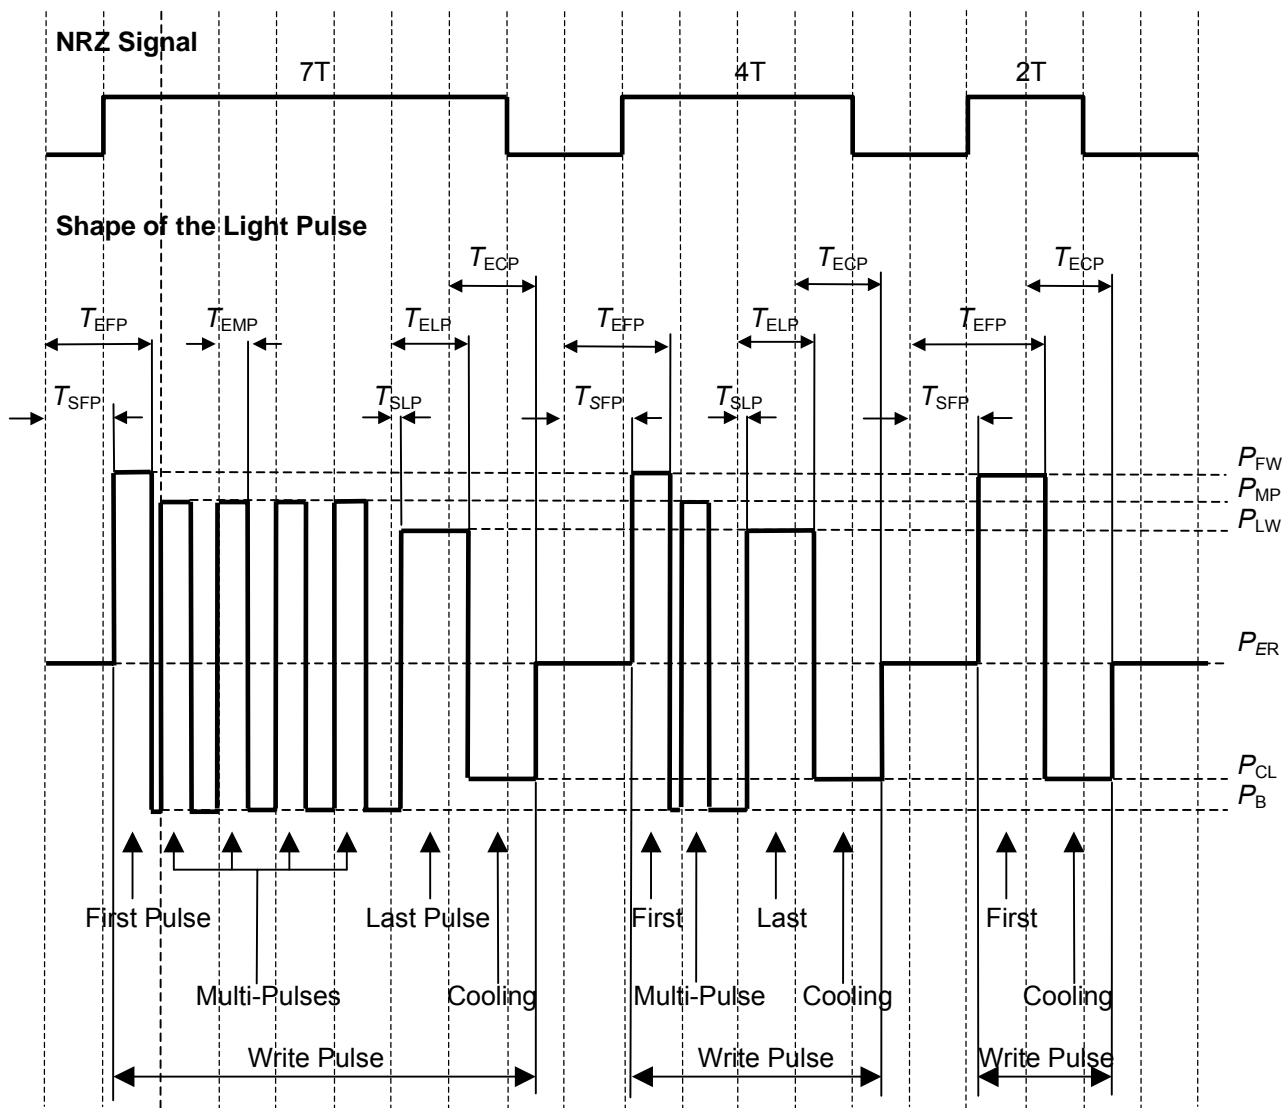 NRZ Signal
7T 4T 2T
Shape of the Light Pulse
TECP TECP TECP
TEFP TEMP TELP TEFP TELP TEFP
TSFP TSLP TSFP TSLP TSFP
PFW
PMP
PLW
PER
PCL
PB
First Pulse Last Pulse First Last First
Multi-Pulses Cooling Multi-Pulse Cooling Cooling
Write Pulse Write Pulse Write Pulse